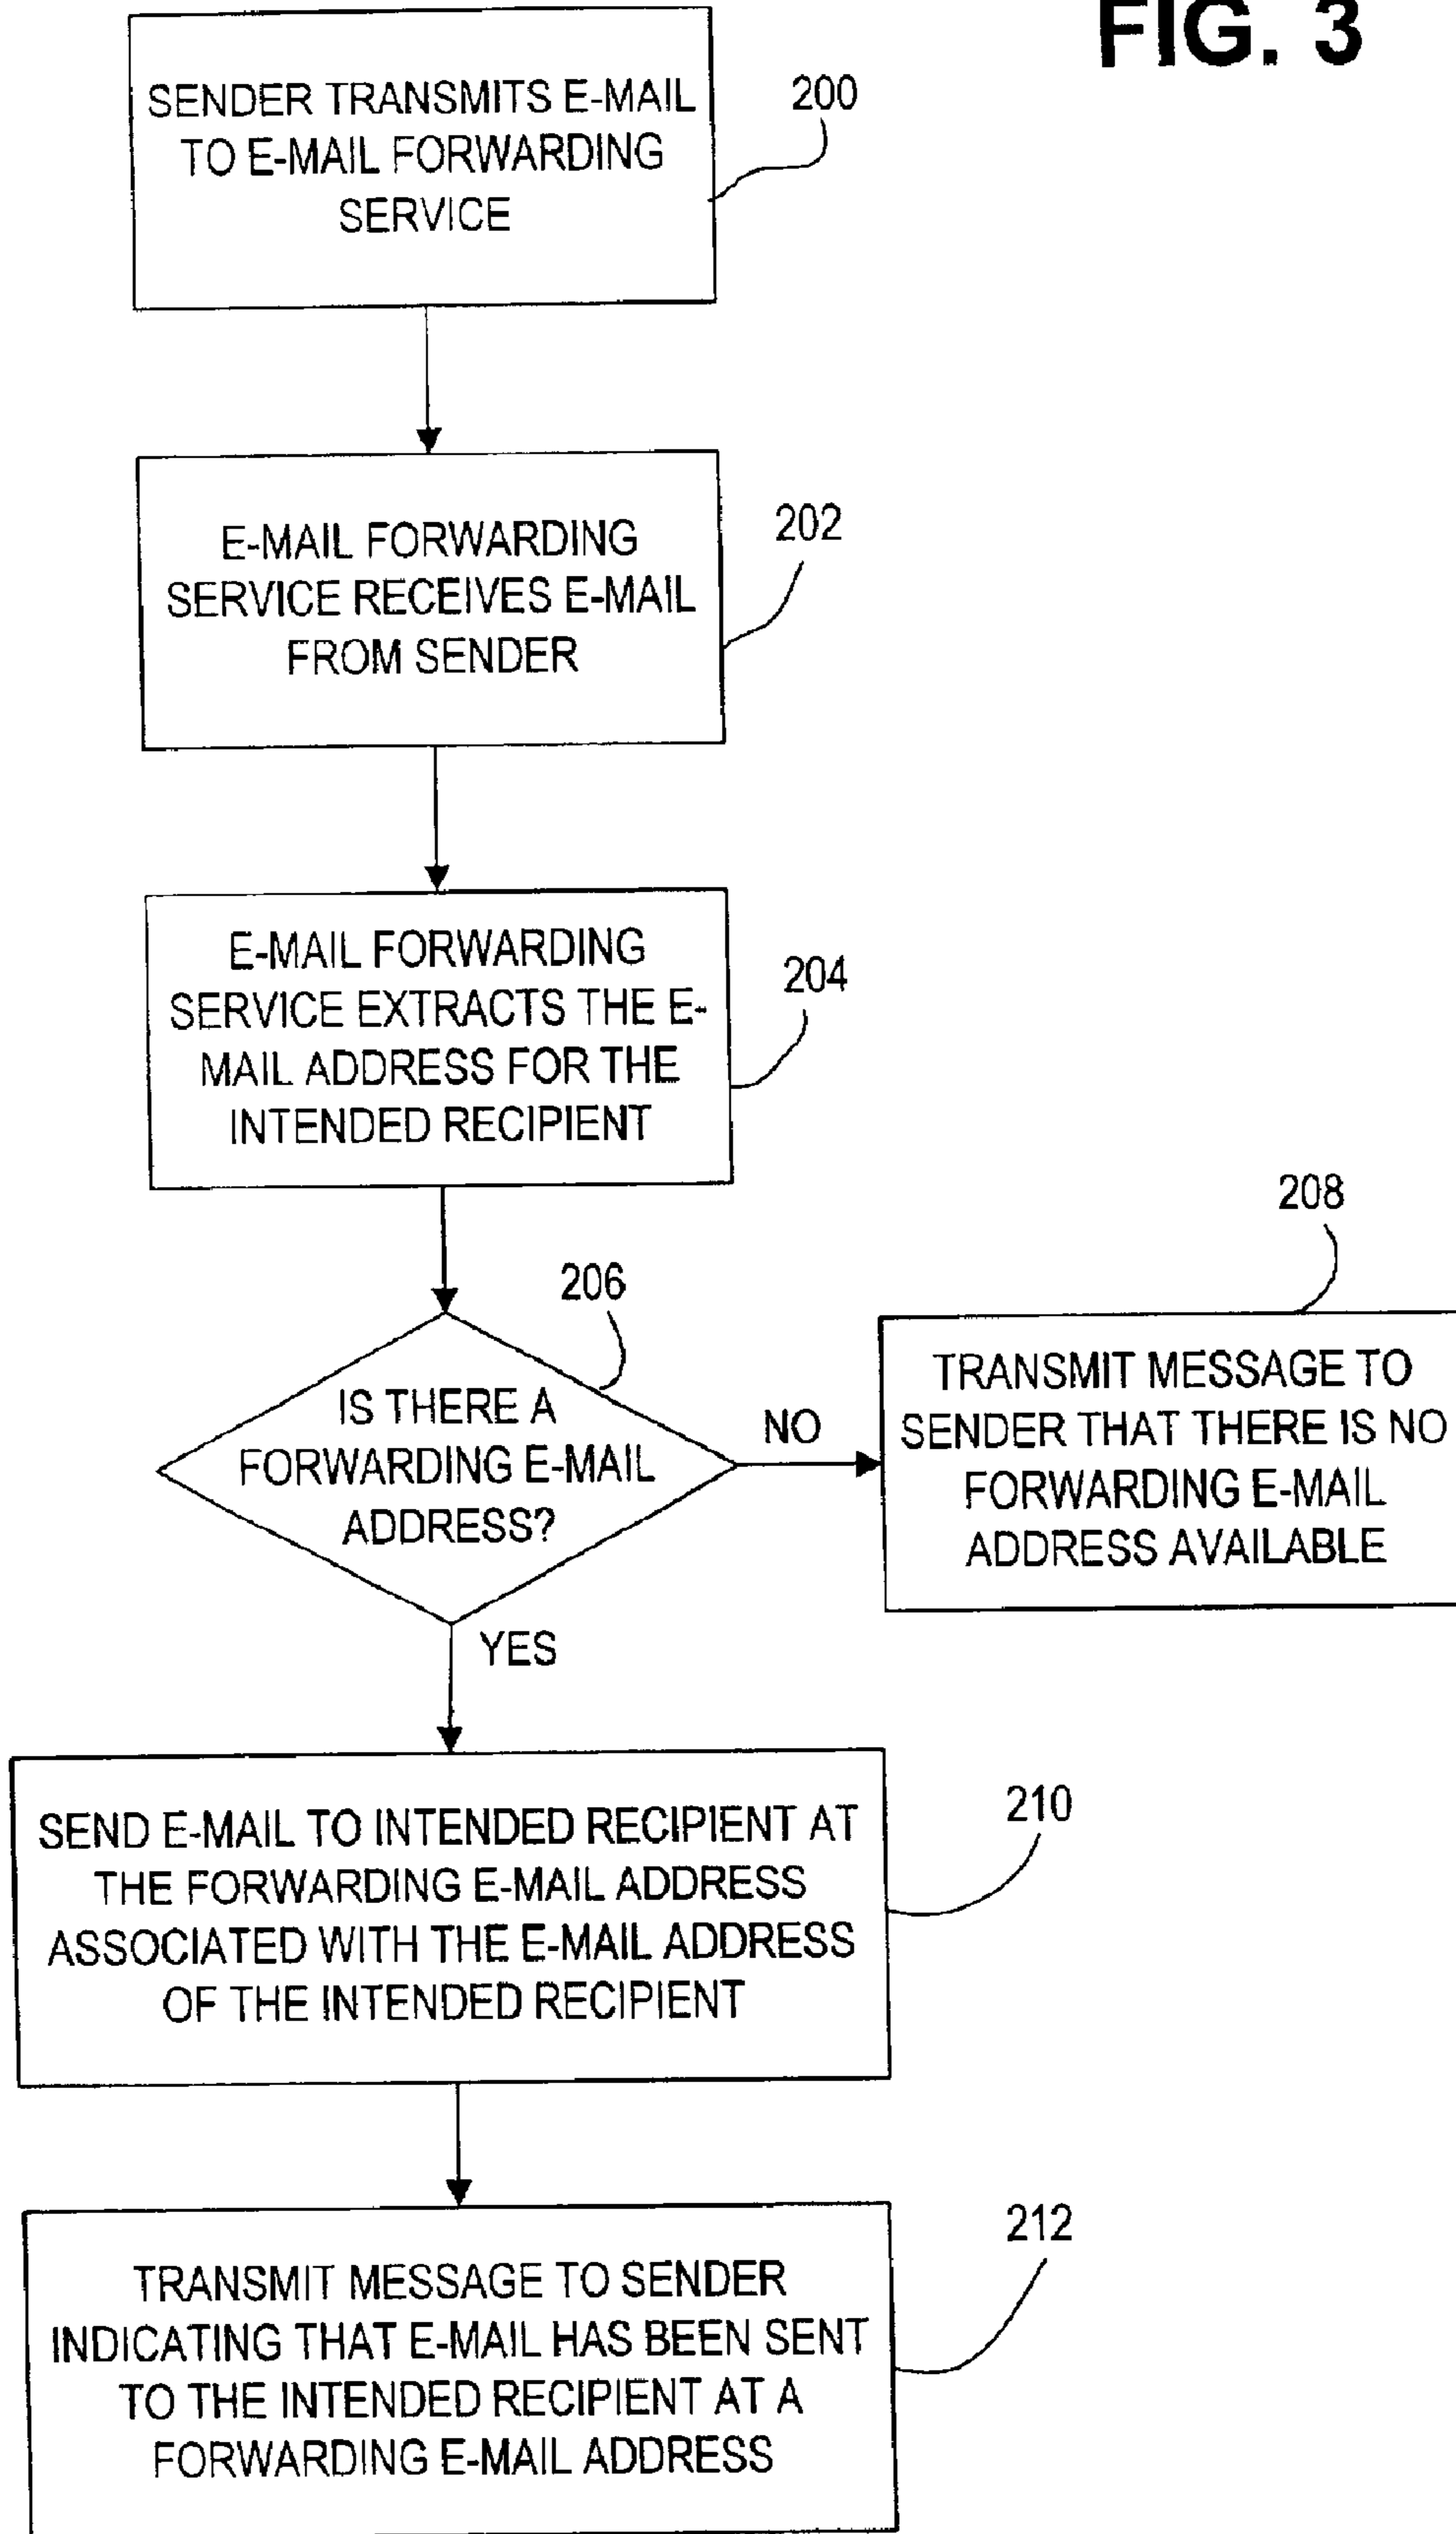 FIG. 3
SENDER TRANSMITS E-MAIL
TO E-MAIL FORWARDING
SERVICE
200
E-MAIL FORWARDING
SERVICE RECEIVES E-MAIL
FROM SENDER
202
E-MAIL FORWARDING
SERVICE EXTRACTS THE E-
MAIL ADDRESS FOR THE
INTENDED RECIPIENT
204
206
IS THERE A
FORWARDING E-MAIL
ADDRESS?
NO
208
TRANSMIT MESSAGE TO
SENDER THAT THERE IS NO
FORWARDING E-MAIL
ADDRESS AVAILABLE
YES
SEND E-MAIL TO INTENDED RECIPIENT AT
THE FORWARDING E-MAIL ADDRESS
ASSOCIATED WITH THE E-MAIL ADDRESS
OF THE INTENDED RECIPIENT
210
TRANSMIT MESSAGE TO SENDER
INDICATING THAT E-MAIL HAS BEEN SENT
TO THE INTENDED RECIPIENT AT A
FORWARDING E-MAIL ADDRESS
212